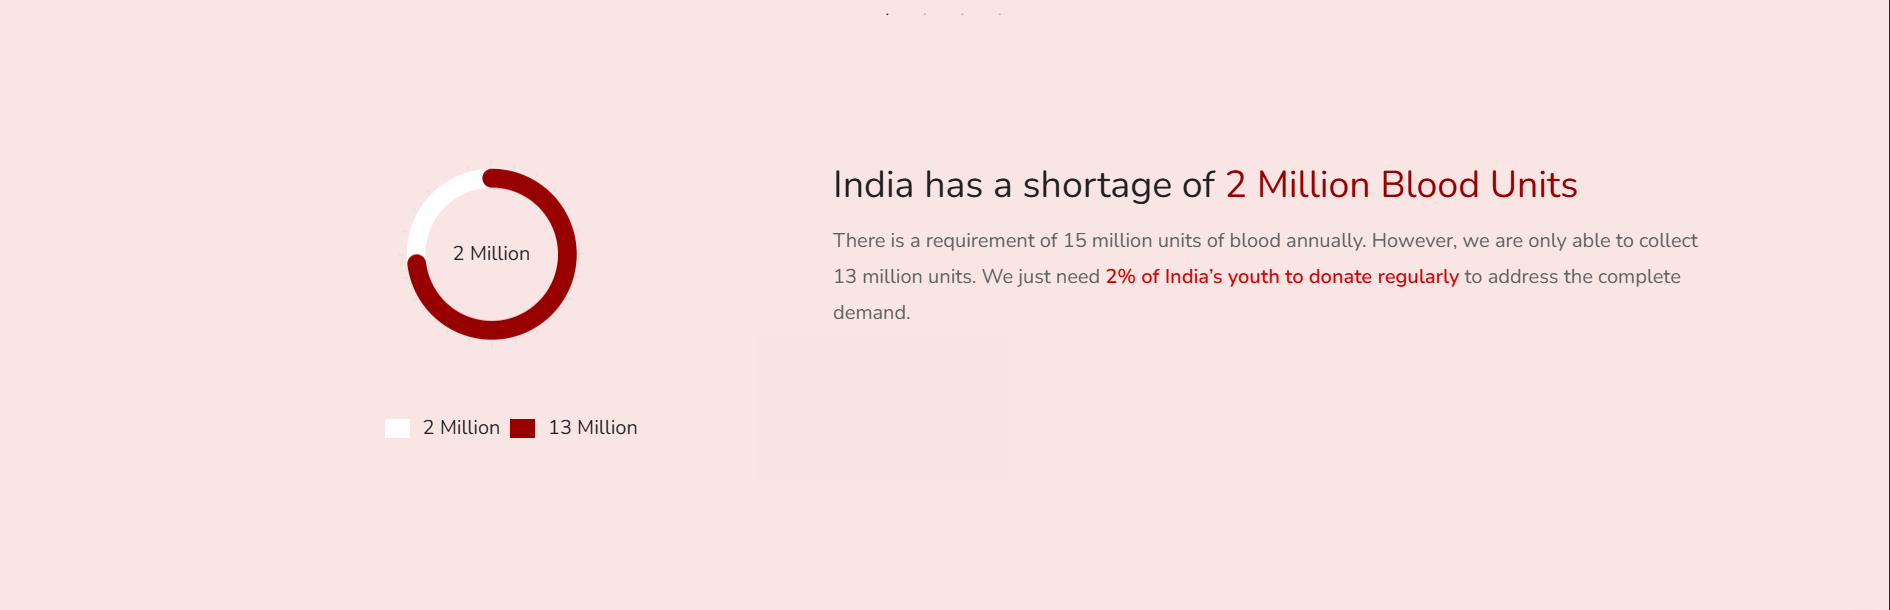 2 Million
2 Million
13 Million
India has a shortage of 2 Million Blood Units
There is a requirement of 15 million units of blood annually. However, we are only able to collect
13 million units. We just need 2% of India’s youth to donate regularly to address the complete
demand.